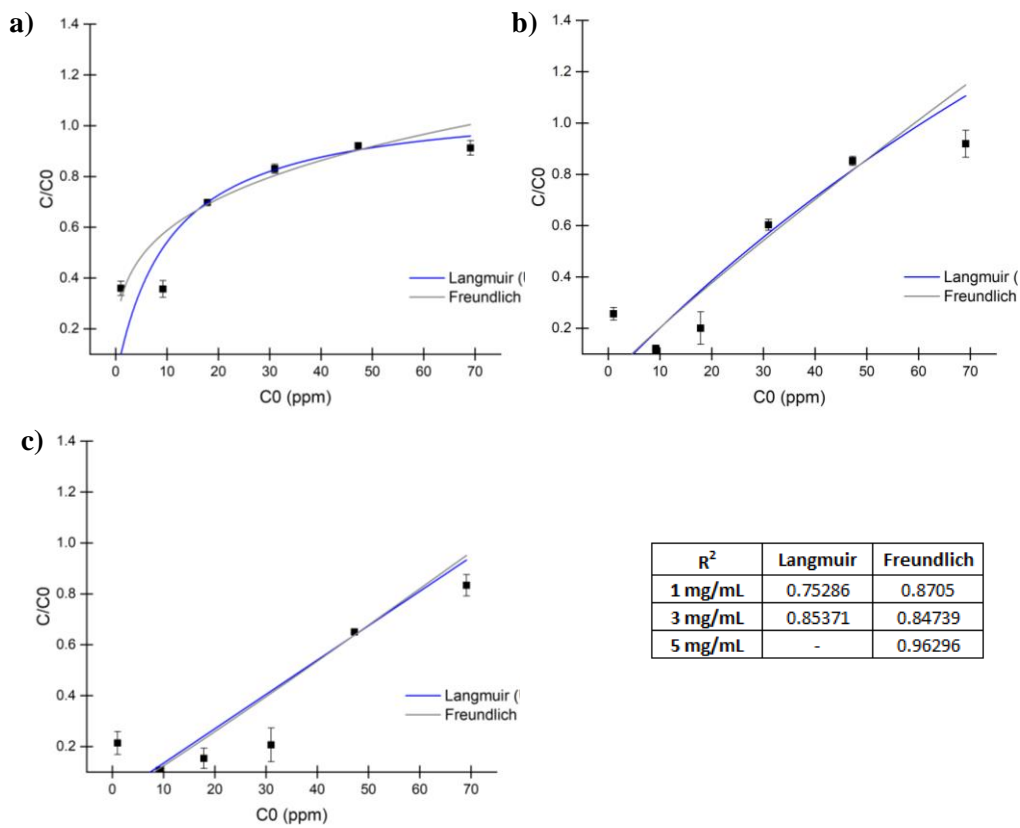 a)
1.4
1.2
1.0
0.8
0.6
0.4
0.2
C/C0
0 10 20 30 40 50 60 70
C0 (ppm)
Langmuir (
Freundlich
b)
1.4
1.2
1.0
0.8
0.6
0.4
0.2
C/C0
0 10 20 30 40 50 60 70
C0 (ppm)
Langmuir (
Freundlich
c)
1.4
1.2
1.0
0.8
0.6
0.4
0.2
C/C0
0 10 20 30 40 50 60 70
C0 (ppm)
Langmuir (
Freundlich
R² Langmuir Freundlich
1 mg/mL 0.75286 0.8705
3 mg/mL 0.85371 0.84739
5 mg/mL - 0.96296